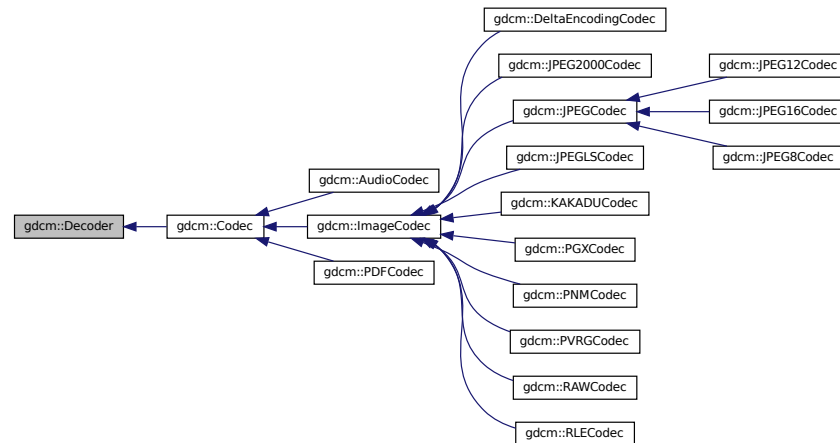 gdcm::DeltaEncodingCodec
gdcm::JPEG2000Codec
gdcm::JPEG12Codec
gdcm::JPEGCodec
gdcm::JPEG16Codec
gdcm::JPEGLSCodec
gdcm::JPEG8Codec
gdcm::AudioCodec
gdcm::KAKADUCodec
gdcm::Decoder
gdcm::Codec
gdcm::ImageCodec
gdcm::PGXCodec
gdcm::PDFCodec
gdcm::PNMCodec
gdcm::PVRGCodec
gdcm::RAWCodec
gdcm::RLECodec